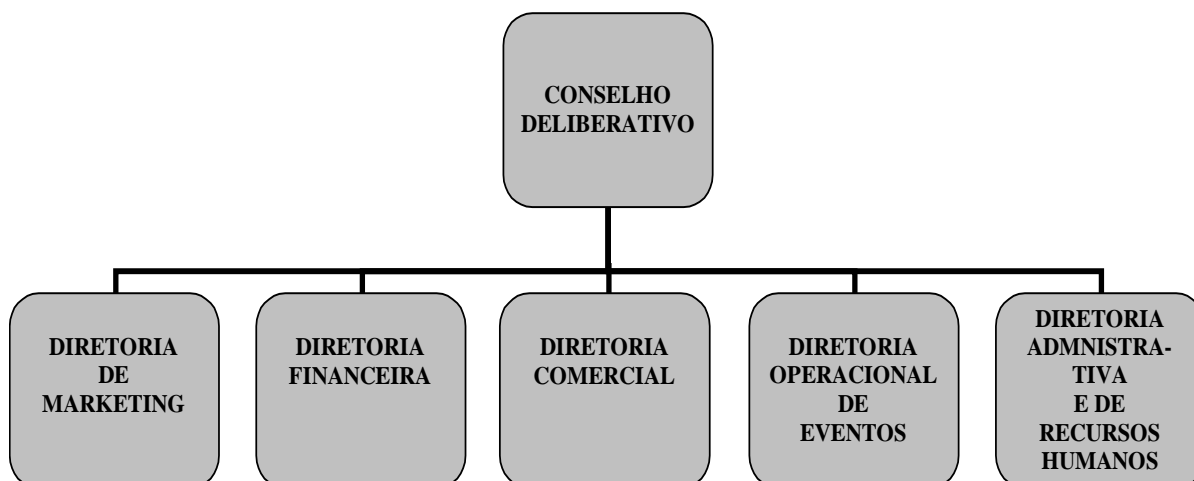 CONSELHO
DELIBERATIVO
DIRETORIA
DE
MARKETING
DIRETORIA
FINANCEIRA
DIRETORIA
COMERCIAL
DIRETORIA
OPERACIONAL
DE
EVENTOS
DIRETORIA
ADMNISTRA-
TIVA
E DE
RECURSOS
HUMANOS